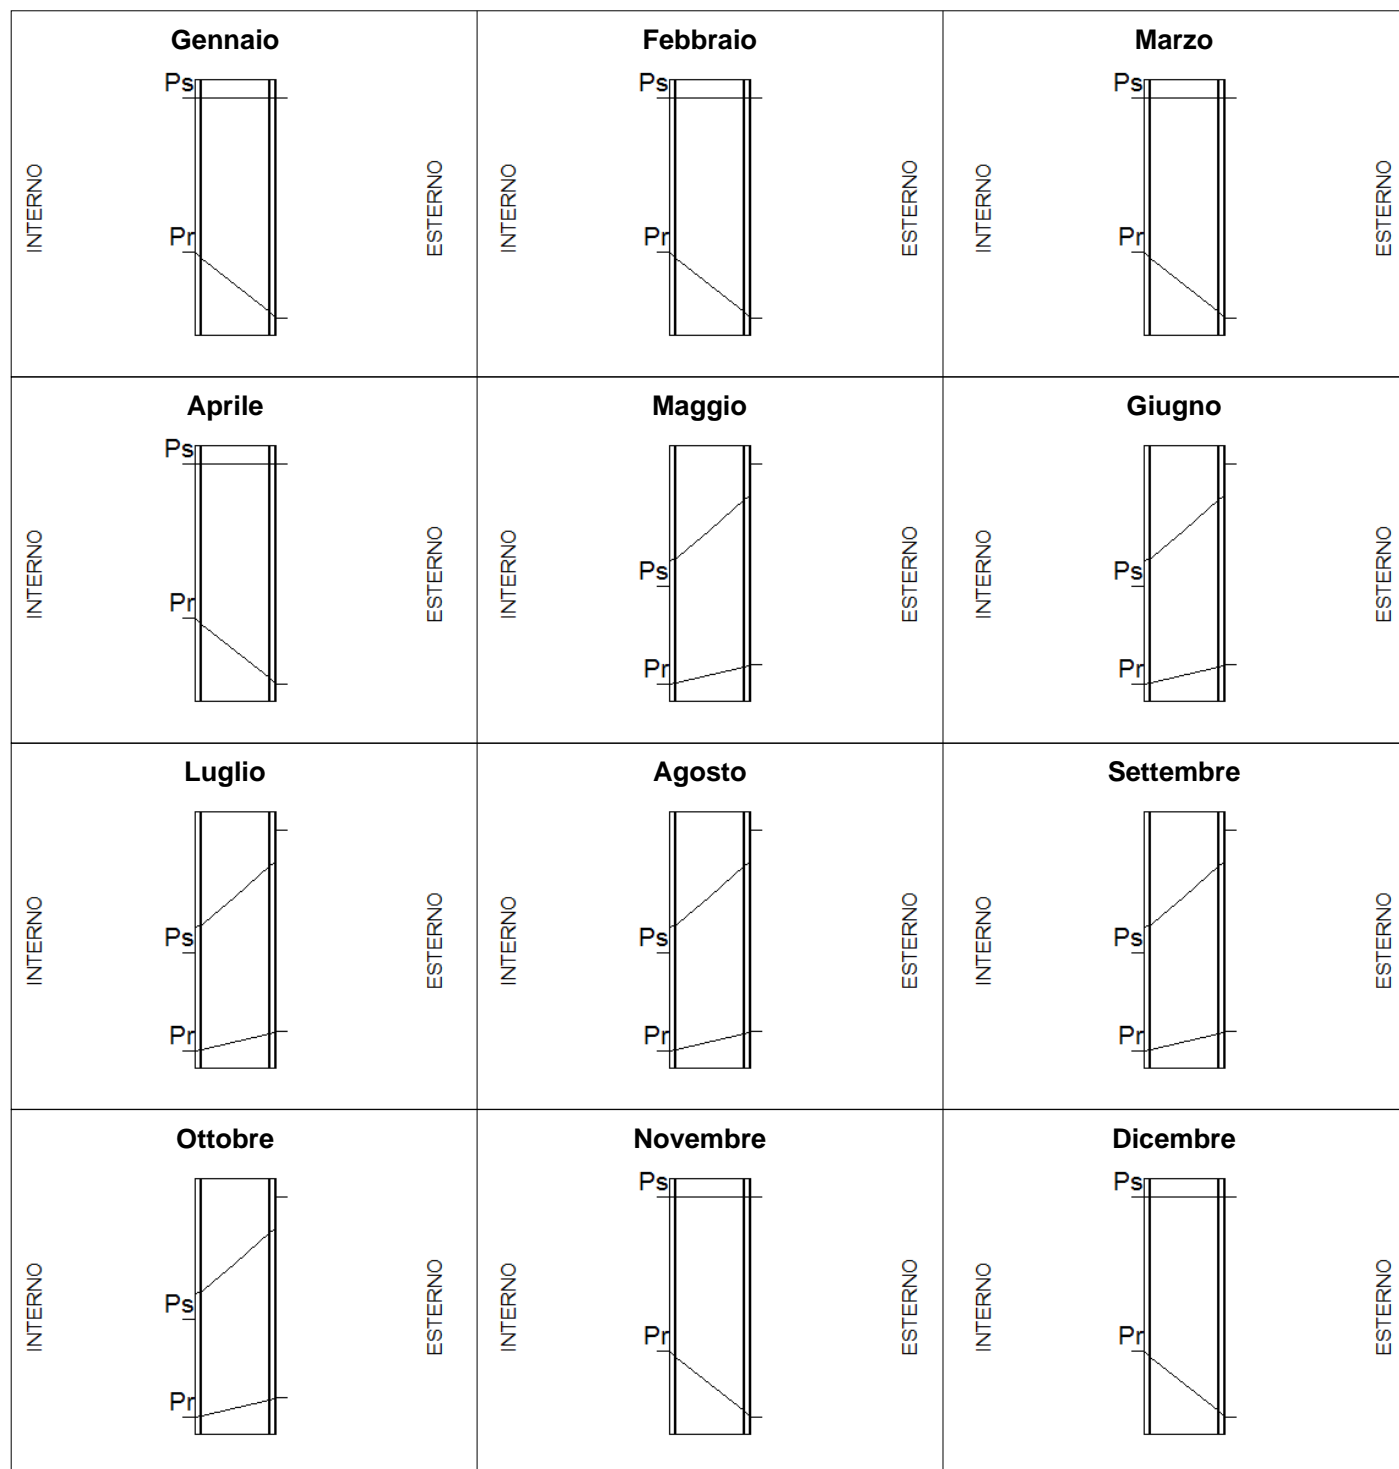 Gennaio
Ps
Pr
INTERNO
ESTERNO
Febbraio
Ps
Pr
INTERNO
ESTERNO
Marzo
Ps
Pr
INTERNO
ESTERNO
Aprile
Ps
Pr
INTERNO
ESTERNO
Maggio
Ps
Pr
INTERNO
ESTERNO
Giugno
Ps
Pr
INTERNO
ESTERNO
Luglio
Ps
Pr
INTERNO
ESTERNO
Agosto
Ps
Pr
INTERNO
ESTERNO
Settembre
Ps
Pr
INTERNO
ESTERNO
Ottobre
Ps
Pr
INTERNO
ESTERNO
Novembre
Ps
Pr
INTERNO
ESTERNO
Dicembre
Ps
Pr
INTERNO
ESTERNO